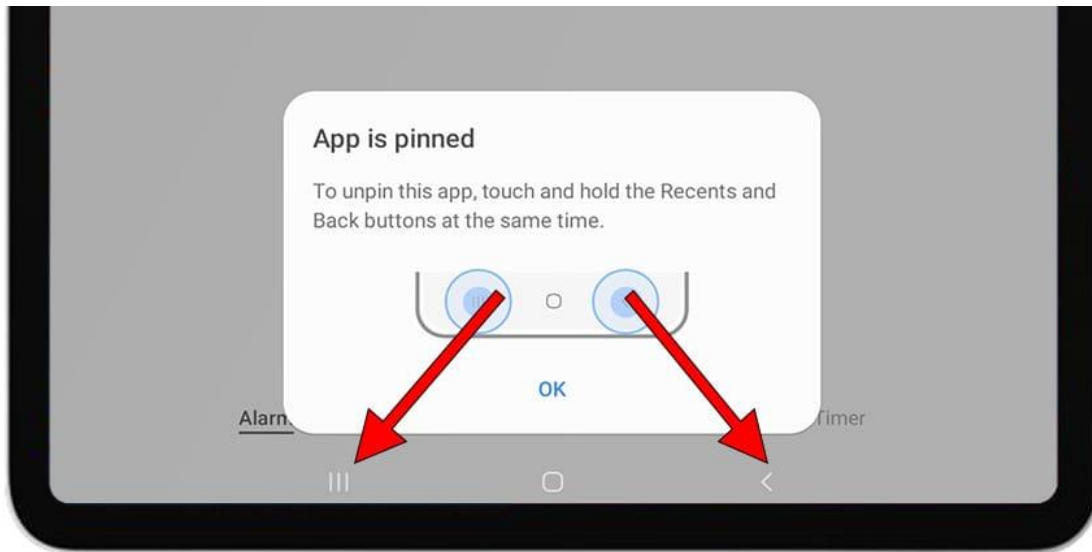 App is pinned
To unpin this app, touch and hold the Recents and
Back buttons at the same time.
OK
Alarm
Timer